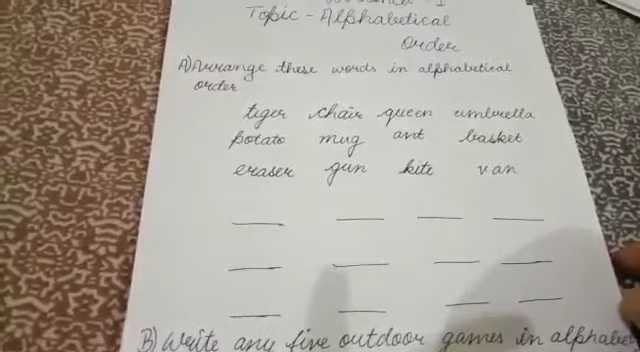 Topic - Alphabetical
Order
A) Arrange these words in alphabetical
order
tiger chair queen umbrella
potato mug ant basket
eraser gun kite van
B) Write any five outdoor games in alphabe